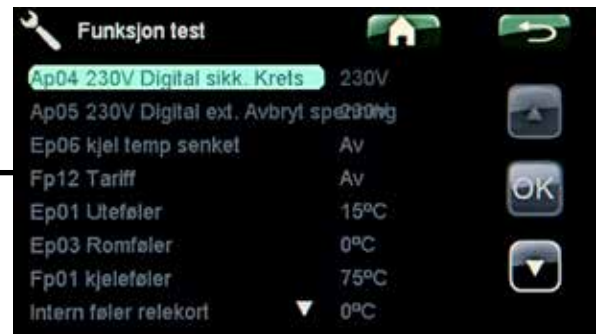 Funksjon test
Ap04 230V Digital sikk. Krets 230V
Ap05 230V Digital ext. Avbryt spenning
Ep06 kjel temp senket Av
Fp12 Tariff Av
Ep01 Uteføler 15ºC
Ep03 Romføler 0ºC
Fp01 kjeleføler 75ºC
Intern føler relekort 0ºC
OK